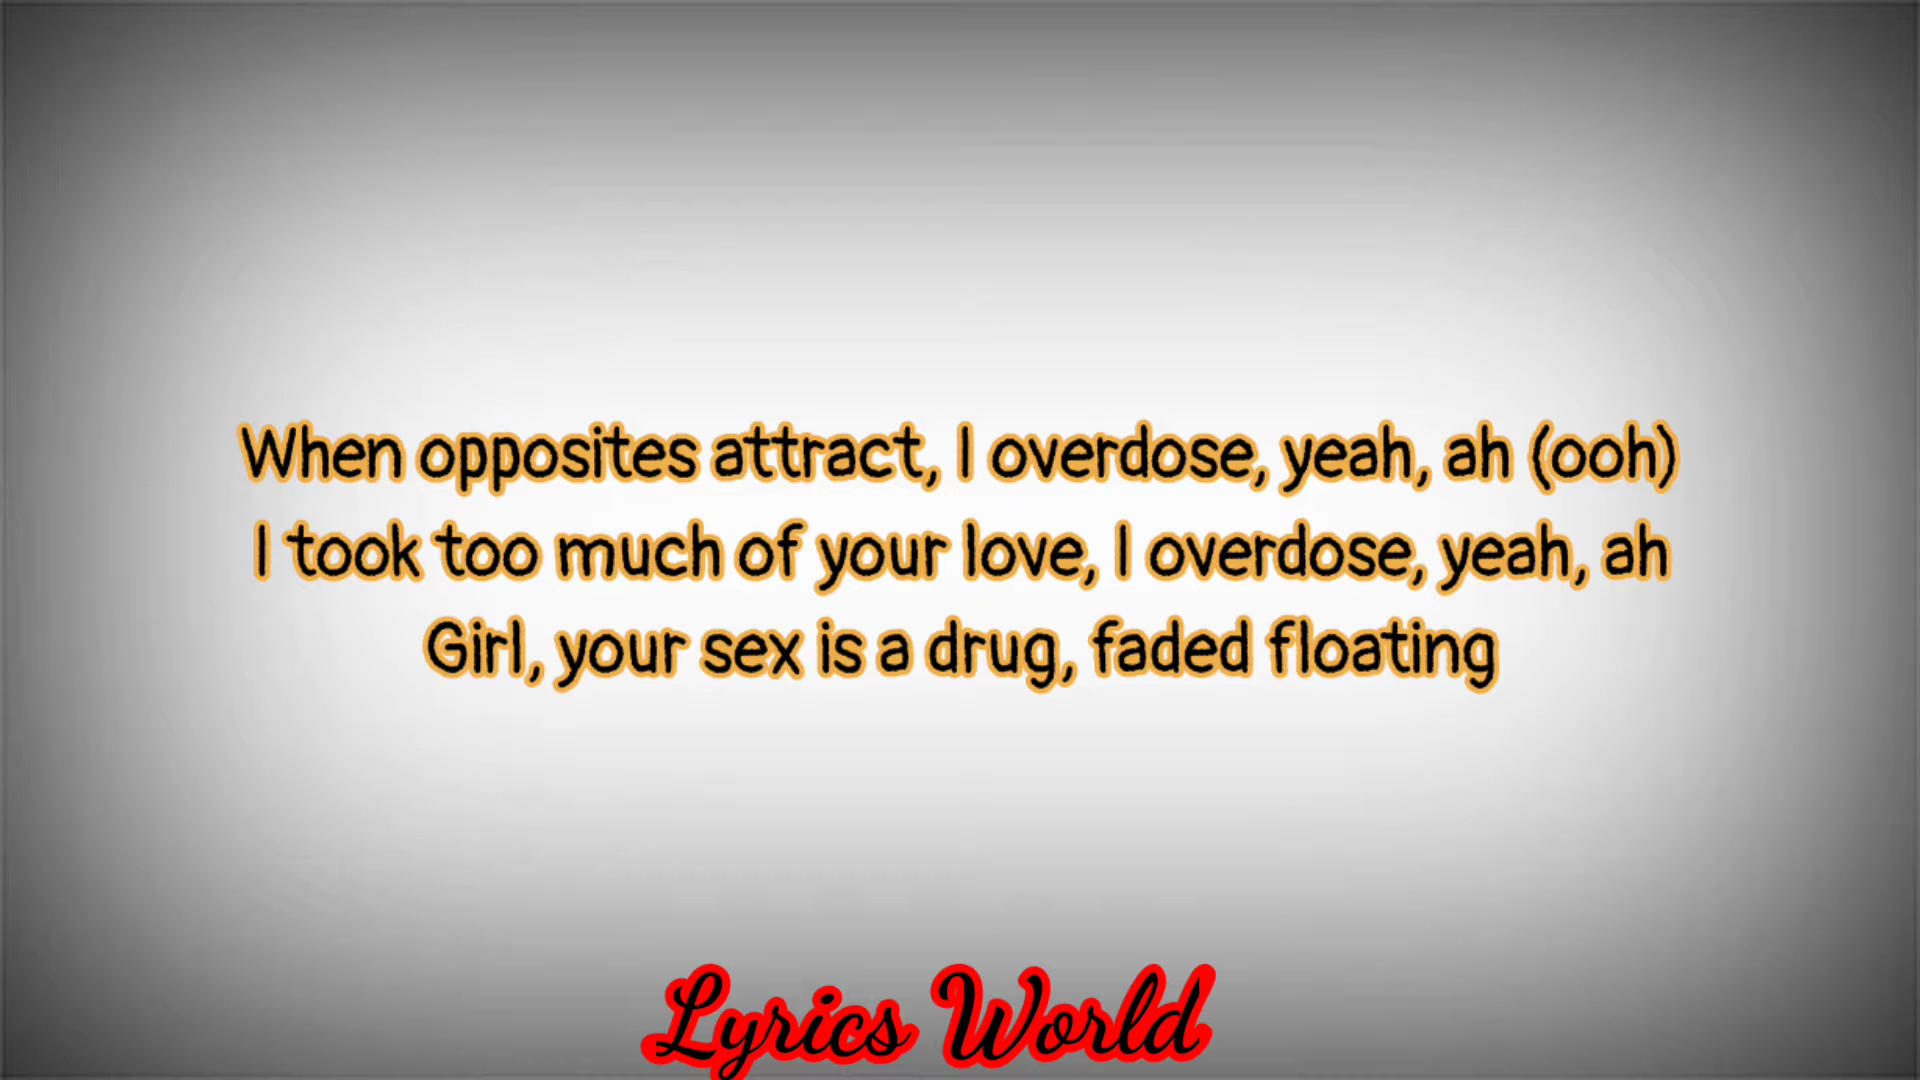 When opposites attract, I overdose, yeah, ah (ooh)
I took too much of your love, I overdose, yeah, ah
Girl, your sex is a drug, faded floating
Lyrics World